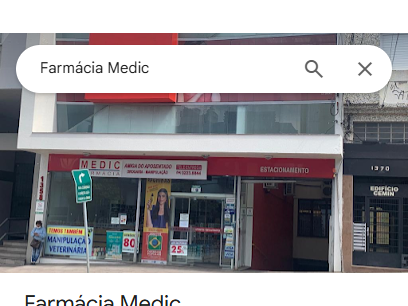 Farmácia Medic
MEDIC
FARMÁCIA
AMIGA DO APOSENTADO
DROGARIA - MANIPULAÇÃO
ESTACIONAMENTO
1370
EDIFÍCIO
CEMIN
TEMOS TAMBÉM
MANIPULAÇÃO
VETERINÁRIA
80
25
Farmácia Medic